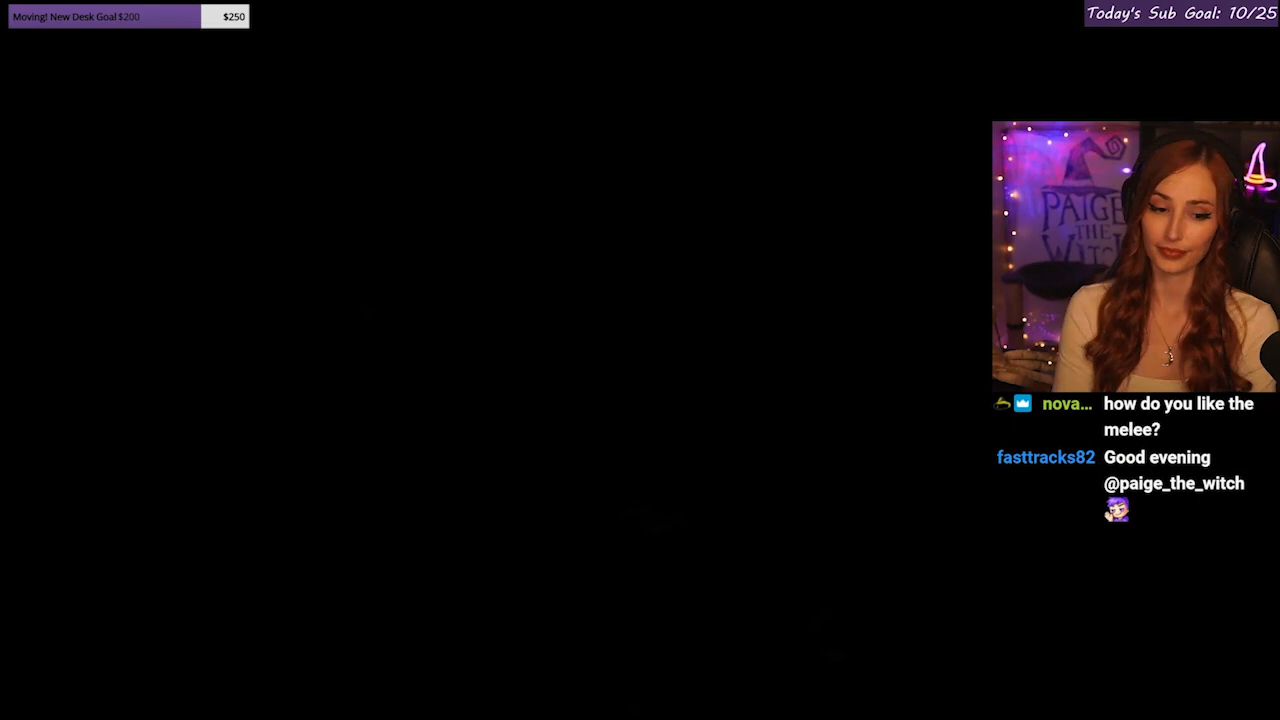 Moving! New Desk Goal $200
$250
Today's Sub Goal: 10/25
PAIGE
THE
WITCH
nova... how do you like the
melee?
fasttracks82 Good evening
@paige_the_witch